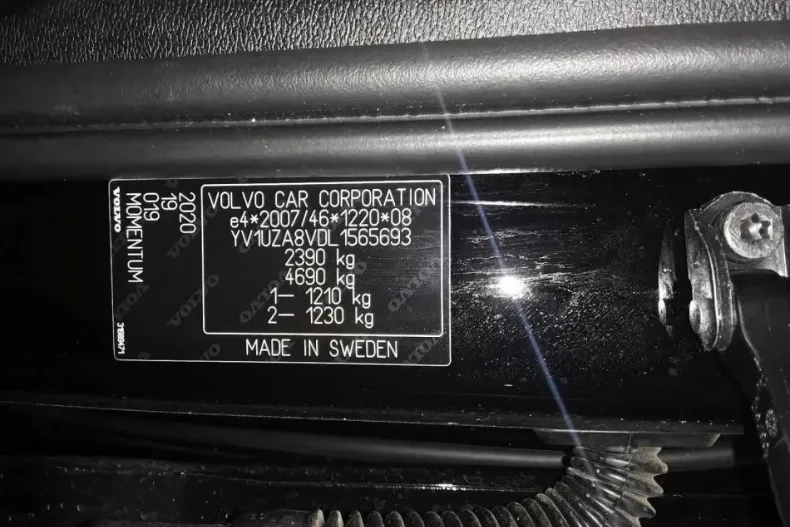 VOLVO CAR CORPORATION
e4*2007/46*1220*08
YV1UZA8VDL1565693
2390 kg
4690 kg
1– 1210 kg
2– 1230 kg
MADE IN SWEDEN
2020
19
019
MOMENTUM
VOLVO